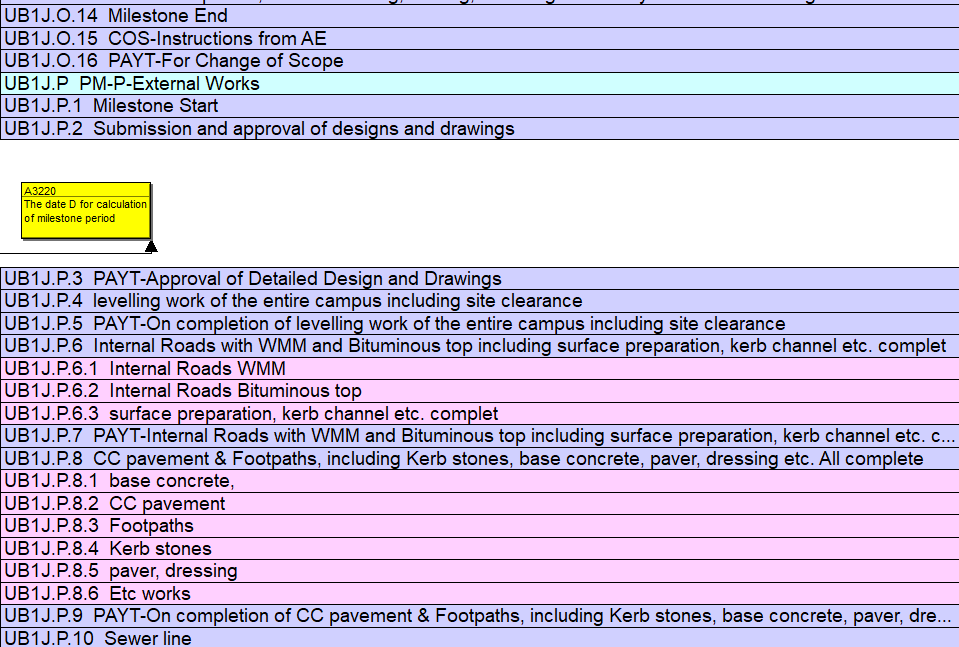 UB1J.O.14 Milestone End
UB1J.O.15 COS-Instructions from AE
UB1J.O.16 PAYT-For Change of Scope
UB1J.P PM-P-External Works
UB1J.P.1 Milestone Start
UB1J.P.2 Submission and approval of designs and drawings
A3220
The date D for calculation
of milestone period
UB1J.P.3 PAYT-Approval of Detailed Design and Drawings
UB1J.P.4 levelling work of the entire campus including site clearance
UB1J.P.5 PAYT-On completion of levelling work of the entire campus including site clearance
UB1J.P.6 Internal Roads with WMM and Bituminous top including surface preparation, kerb channel etc. complet
UB1J.P.6.1 Internal Roads WMM
UB1J.P.6.2 Internal Roads Bituminous top
UB1J.P.6.3 surface preparation, kerb channel etc. complet
UB1J.P.7 PAYT-Internal Roads with WMM and Bituminous top including surface preparation, kerb channel etc. c...
UB1J.P.8 CC pavement & Footpaths, including Kerb stones, base concrete, paver, dressing etc. All complete
UB1J.P.8.1 base concrete,
UB1J.P.8.2 CC pavement
UB1J.P.8.3 Footpaths
UB1J.P.8.4 Kerb stones
UB1J.P.8.5 paver, dressing
UB1J.P.8.6 Etc works
UB1J.P.9 PAYT-On completion of CC pavement & Footpaths, including Kerb stones, base concrete, paver, dre...
UB1J.P.10 Sewer line